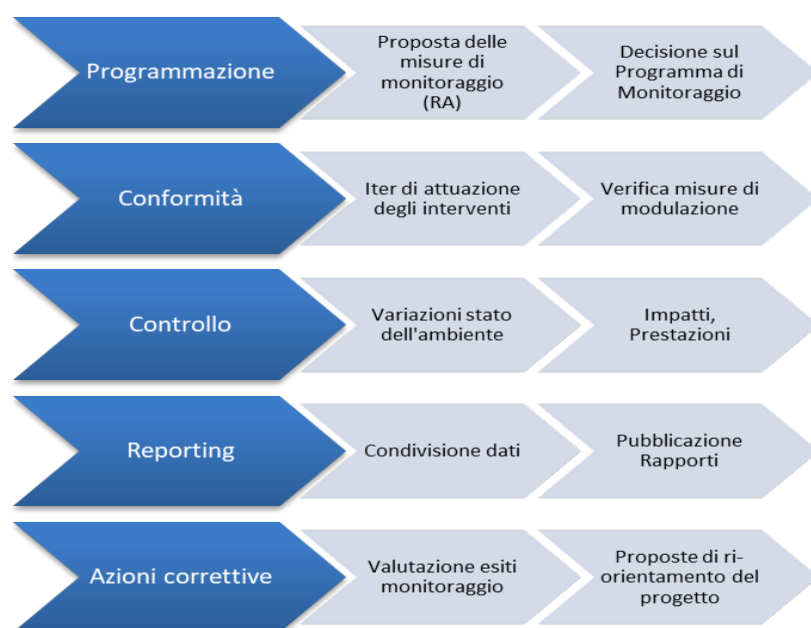 Programmazione
Proposta delle
misure di
monitoraggio
(RA)
Decisione sul
Programma di
Monitoraggio
Conformità
Iter di attuazione
degli interventi
Verifica misure di
modulazione
Controllo
Variazioni stato
dell'ambiente
Impatti,
Prestazioni
Reporting
Condivisione dati
Pubblicazione
Rapporti
Azioni correttive
Valutazione esiti
monitoraggio
Proposte di ri-
orientamento del
progetto